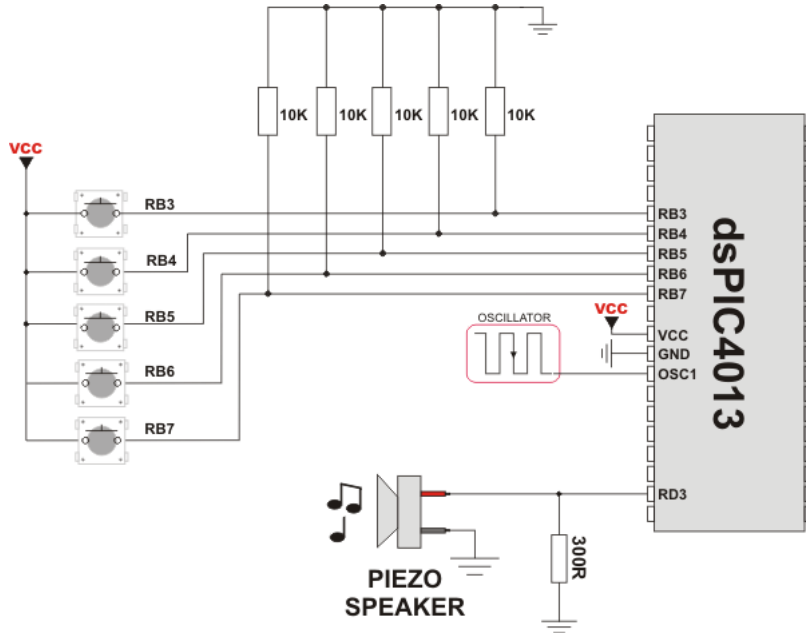 10K
10K
10K
10K
10K
vcc
RB3
RB4
RB5
RB6
RB7
RB3
RB4
RB5
RB6
RB7
OSCILLATOR
vcc
VCC
GND
OSC1
dsPIC4013
RD3
300R
PIEZO
SPEAKER